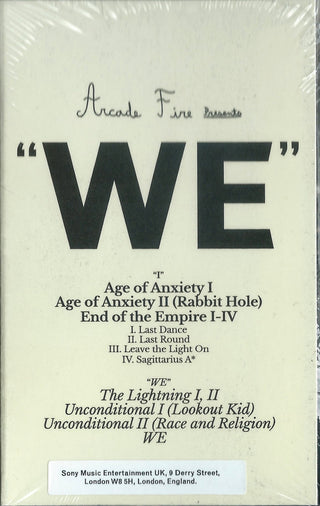 Arcade Fire Presents
“WE”
“I”
Age of Anxiety I
Age of Anxiety II (Rabbit Hole)
End of the Empire I-IV
I. Last Dance
II. Last Round
III. Leave the Light On
IV. Sagittarius A*
“WE”
The Lightning I, II
Unconditional I (Lookout Kid)
Unconditional II (Race and Religion)
WE
Sony Music Entertainment UK, 9 Derry Street,
London W8 5H, London, England.